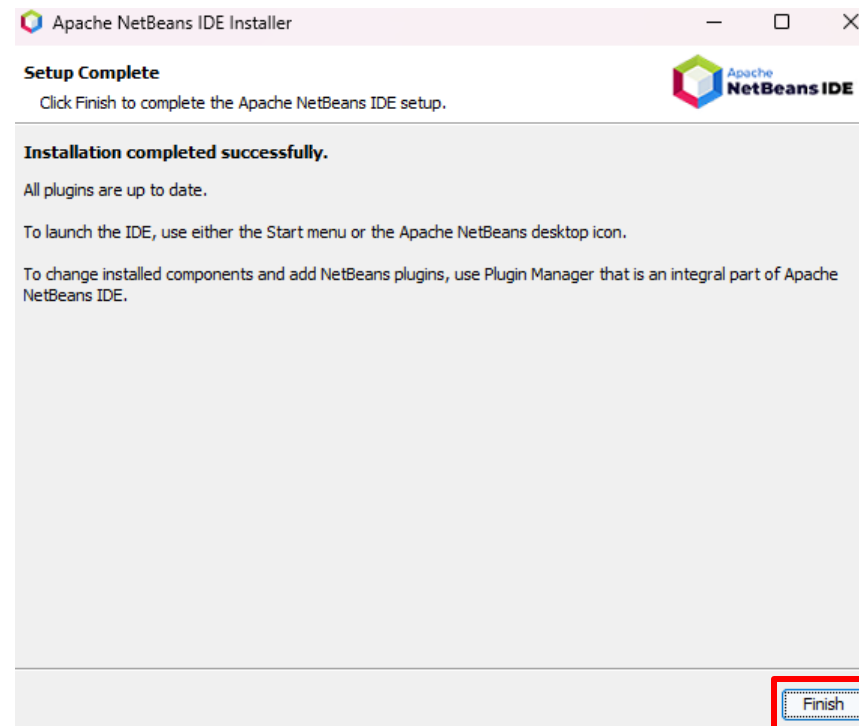 Apache NetBeans IDE Installer
Setup Complete
Click Finish to complete the Apache NetBeans IDE setup.
Apache
NetBeans IDE
Installation completed successfully.
All plugins are up to date.
To launch the IDE, use either the Start menu or the Apache NetBeans desktop icon.
To change installed components and add NetBeans plugins, use Plugin Manager that is an integral part of Apache
NetBeans IDE.
Finish